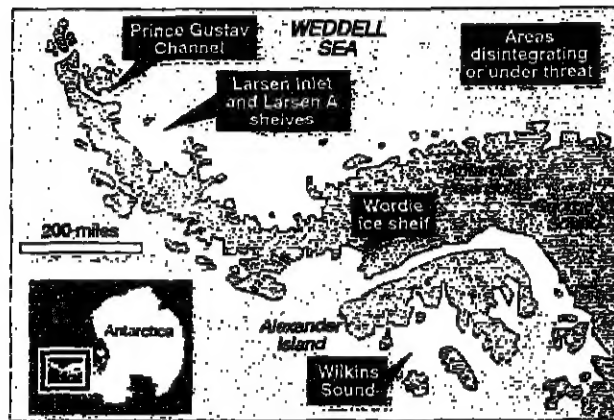 Prince Gustav
Channel
WEDDELL
SEA
Areas
disintegrating
or under threat
Larsen Inlet
and Larsen A
shelves
Wordie
ice shelf
200 miles
Antarctica
Alexander
Island
Wilkins
Sound